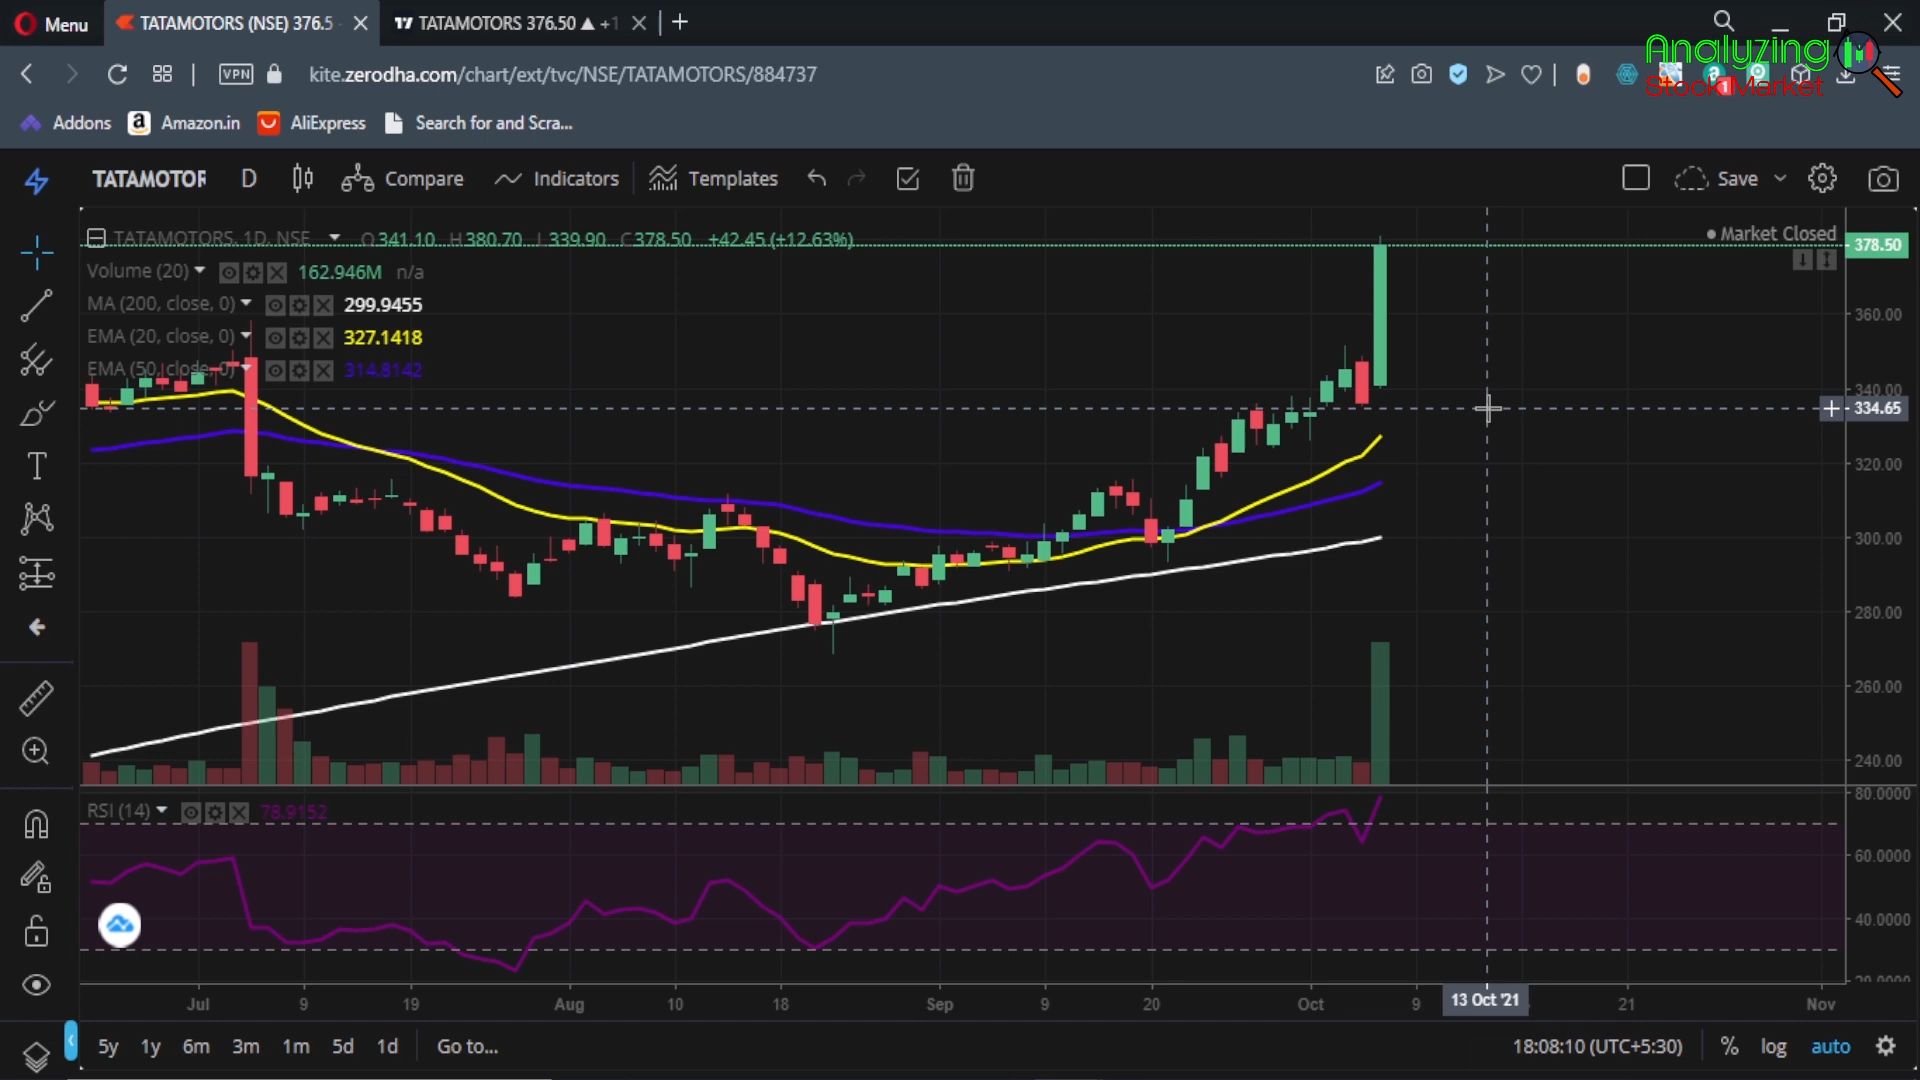 Menu
TATAMOTORS (NSE) 376.5
TATAMOTORS 376.50 ▲ +1
Analyzing
Stock Market
VPN
kite.zerodha.com/chart/ext/tvc/NSE/TATAMOTORS/884737
1
Addons
Amazon.in
AliExpress
Search for and Scra...
TATAMOTOR
D
Compare
Indicators
Templates
Save
TATAMOTORS, 1D, NSE O341.10 H380.70 L339.90 C378.50 +42.45 (+12.63%)
Market Closed
378.50
Volume (20) 162.946M n/a
MA (200, close, 0) 299.9455
EMA (20, close, 0) 327.1418
EMA (50, close, 0) 314.8142
360.00
340.00
334.65
320.00
300.00
280.00
260.00
240.00
RSI (14) 78.9152
80.0000
60.0000
40.0000
20.0000
Jul 9 19 Aug 10 18 Sep 9 20 Oct 9 13 Oct '21 21 Nov
5y 1y 6m 3m 1m 5d 1d Go to...
18:08:10 (UTC+5:30) % log auto